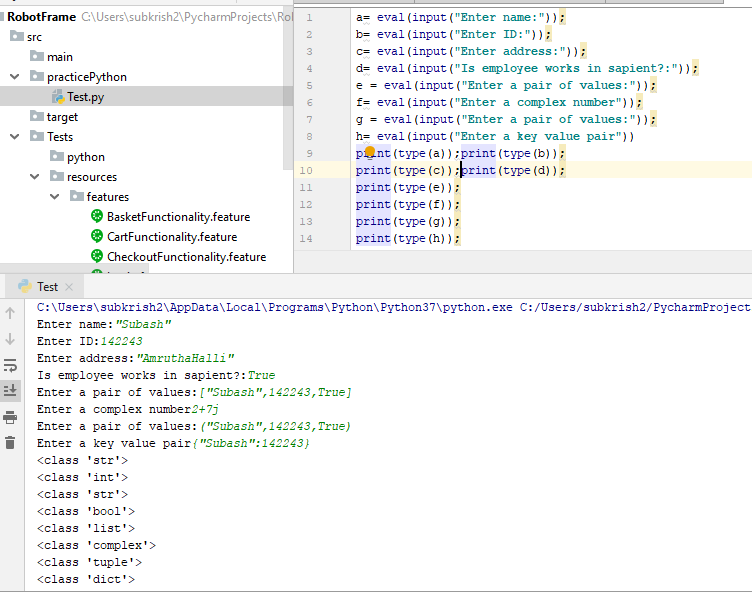 RobotFrame C:\Users\subkrish2\PycharmProjects\Rol
src
main
practicePython
Test.py
target
Tests
python
resources
features
BasketFunctionality.feature
CartFunctionality.feature
CheckoutFunctionality.feature
1 a= eval(input("Enter name:"));
2 b= eval(input("Enter ID:"));
3 c= eval(input("Enter address:"));
4 d= eval(input("Is employee works in sapient?:"));
5 e = eval(input("Enter a pair of values:"));
6 f= eval(input("Enter a complex number"));
7 g = eval(input("Enter a pair of values:"));
8 h= eval(input("Enter a key value pair"))
9 print(type(a));print(type(b));
10 print(type(c));print(type(d));
11 print(type(e));
12 print(type(f));
13 print(type(g));
14 print(type(h));
Test
C:\Users\subkrish2\AppData\Local\Programs\Python\Python37\python.exe C:/Users/subkrish2/PycharmProject
Enter name:"Subash"
Enter ID:142243
Enter address:"AmruthaHalli"
Is employee works in sapient?:True
Enter a pair of values:["Subash",142243,True]
Enter a complex number2+7j
Enter a pair of values:("Subash",142243,True)
Enter a key value pair{"Subash":142243}
<class 'str'>
<class 'int'>
<class 'str'>
<class 'bool'>
<class 'list'>
<class 'complex'>
<class 'tuple'>
<class 'dict'>